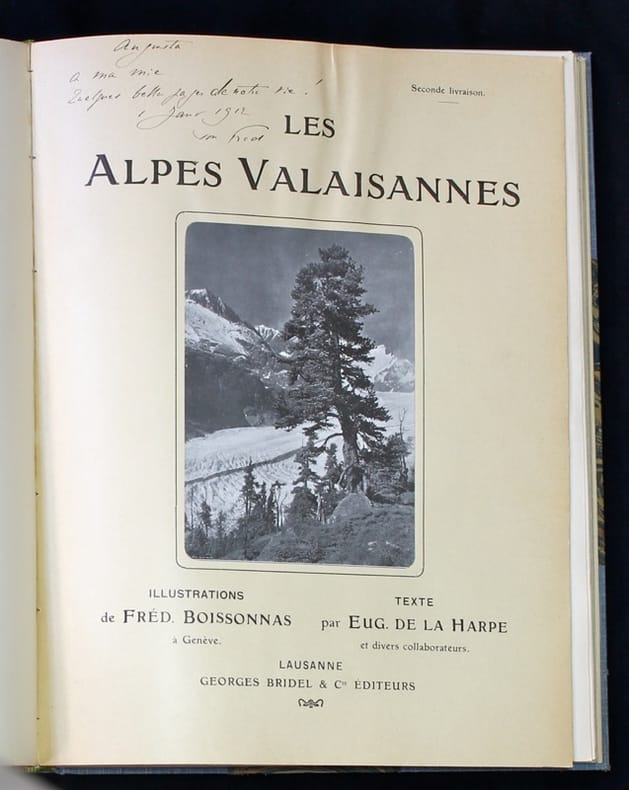 Augusta
a ma mie
Quelques belles pages de notre vie !
1 Janv 1912
son Fred
Seconde livraison.
LES
ALPES VALAISANNES
ILLUSTRATIONS
de FRÉD. BOISSONNAS
à Genève.
TEXTE
par EUG. DE LA HARPE
et divers collaborateurs.
LAUSANNE
GEORGES BRIDEL & Cie ÉDITEURS